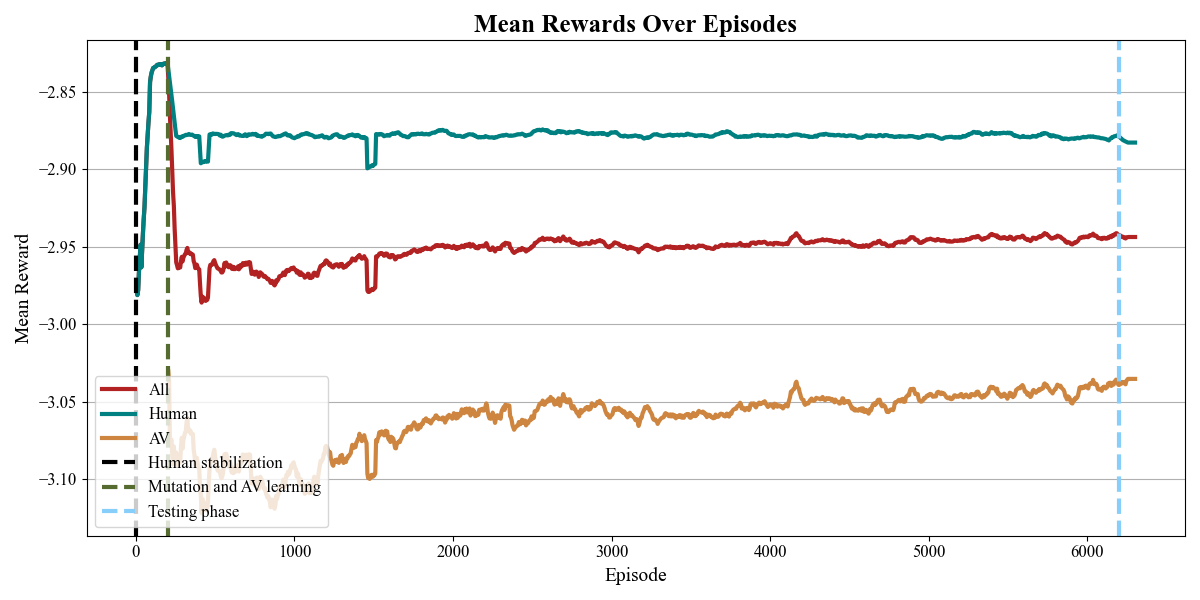 Mean Rewards Over Episodes
Mean Reward
−2.85
−2.90
−2.95
−3.00
−3.05
−3.10
All
Human
AV
Human stabilization
Mutation and AV learning
Testing phase
0
1000
2000
3000
4000
5000
6000
Episode